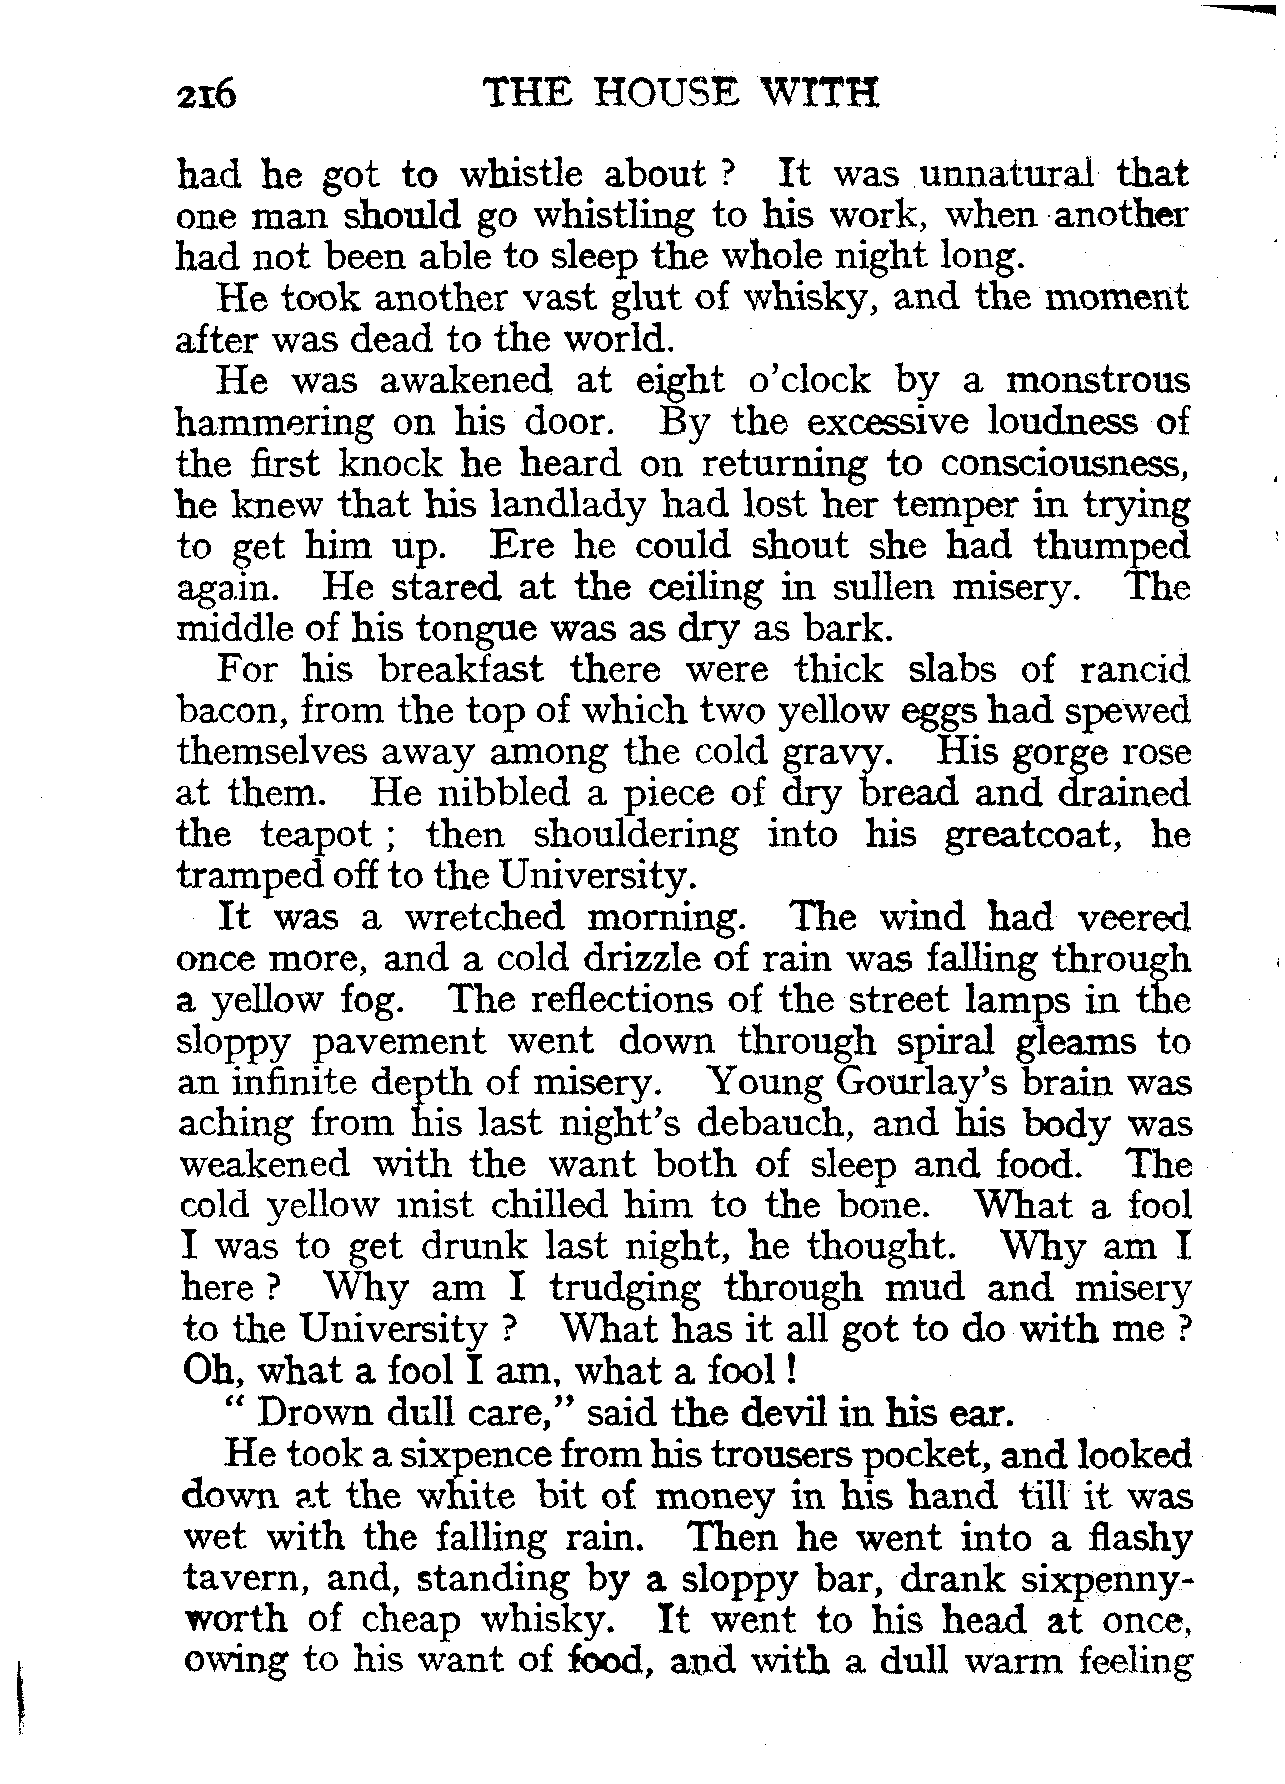 216 THE HOUSE WITH
had he got to whistle about ? It was unnatural that
one man should go whistling to his work, when another
had not been able to sleep the whole night long.
He took another vast glut of whisky, and the moment
after was dead to the world.
He was awakened at eight o'clock by a monstrous
hammering on his door. By the excessive loudness of
the first knock he heard on returning to consciousness,
he knew that his landlady had lost her temper in trying
to get him up. Ere he could shout she had thumped
again. He stared at the ceiling in sullen misery. The
middle of his tongue was as dry as bark.
For his breakfast there were thick slabs of rancid
bacon, from the top of which two yellow eggs had spewed
themselves away among the cold gravy. His gorge rose
at them. He nibbled a piece of dry bread and drained
the teapot ; then shouldering into his greatcoat, he
tramped off to the University.
It was a wretched morning. The wind had veered
once more, and a cold drizzle of rain was falling through
a yellow fog. The reflections of the street lamps in the
sloppy pavement went down through spiral gleams to
an infinite depth of misery. Young Gourlay's brain was
aching from his last night's debauch, and his body was
weakened with the want both of sleep and food. The
cold yellow mist chilled him to the bone. What a fool
I was to get drunk last night, he thought. Why am I
here ? Why am I trudging through mud and misery
to the University ? What has it all got to do with me ?
Oh, what a fool I am, what a fool !
“ Drown dull care,” said the devil in his ear.
He took a sixpence from his trousers pocket, and looked
down at the white bit of money in his hand till it was
wet with the falling rain. Then he went into a flashy
tavern, and, standing by a sloppy bar, drank sixpenny-
worth of cheap whisky. It went to his head at once,
owing to his want of food, and with a dull warm feeling